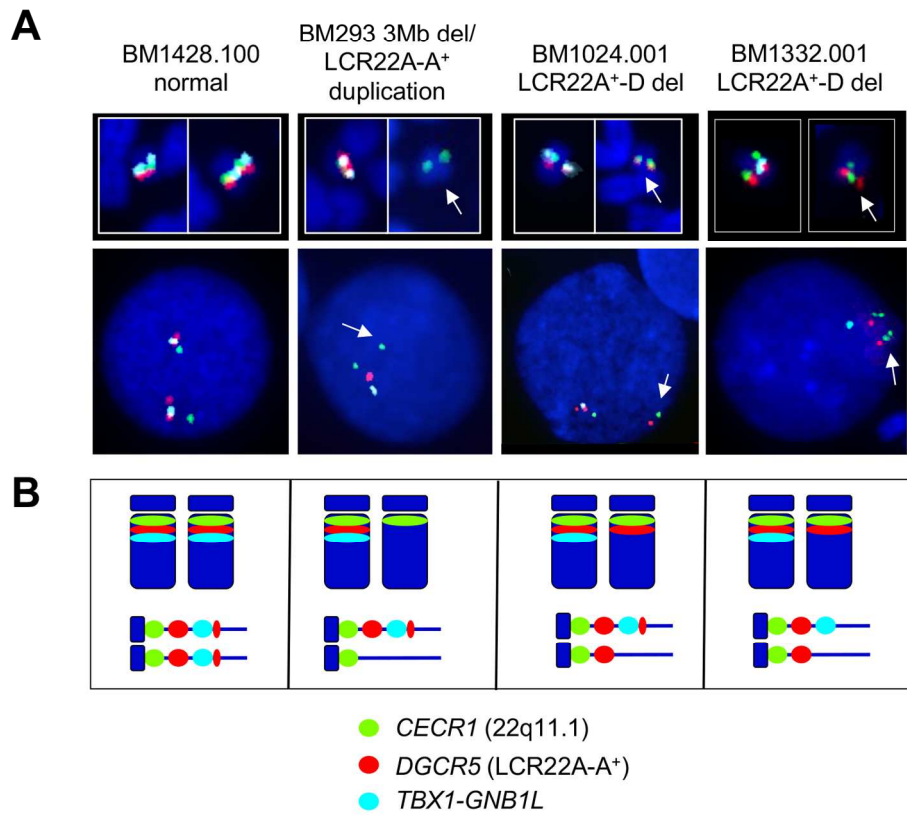 A
BM1428.100
normal
BM293 3Mb del/
LCR22A-A⁺
duplication
BM1024.001
LCR22A⁺-D del
BM1332.001
LCR22A⁺-D del
B
CECR1 (22q11.1)
DGCR5 (LCR22A-A⁺)
TBX1-GNB1L